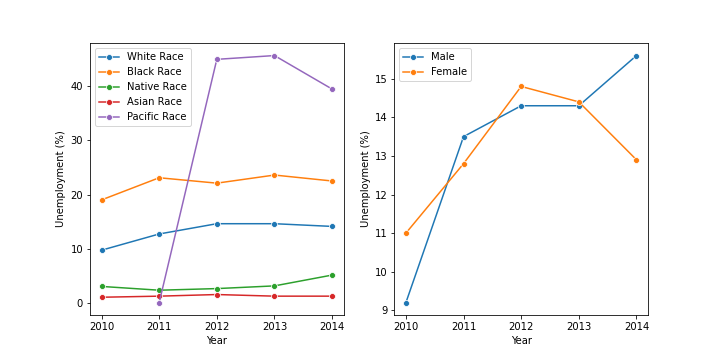 White Race
Black Race
Native Race
Asian Race
Pacific Race
Unemployment (%)
40
30
20
10
0
2010 2011 2012 2013 2014
Year
Male
Female
Unemployment (%)
15
14
13
12
11
10
9
2010 2011 2012 2013 2014
Year